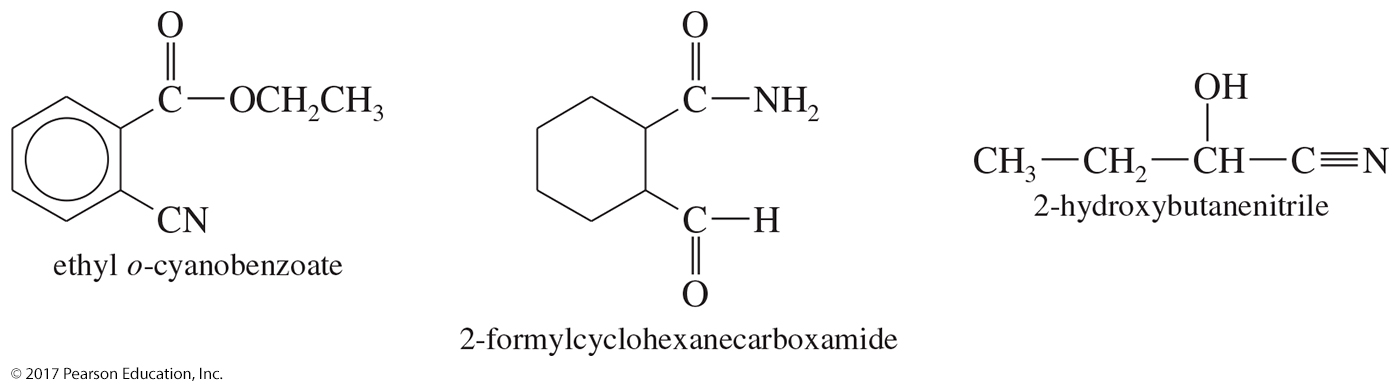 O
C—OCH₂CH₃
CN
ethyl o-cyanobenzoate
O
C—NH₂
C—H
O
2-formylcyclohexanecarboxamide
OH
CH₃—CH₂—CH—C≡N
2-hydroxybutanenitrile
© 2017 Pearson Education, Inc.